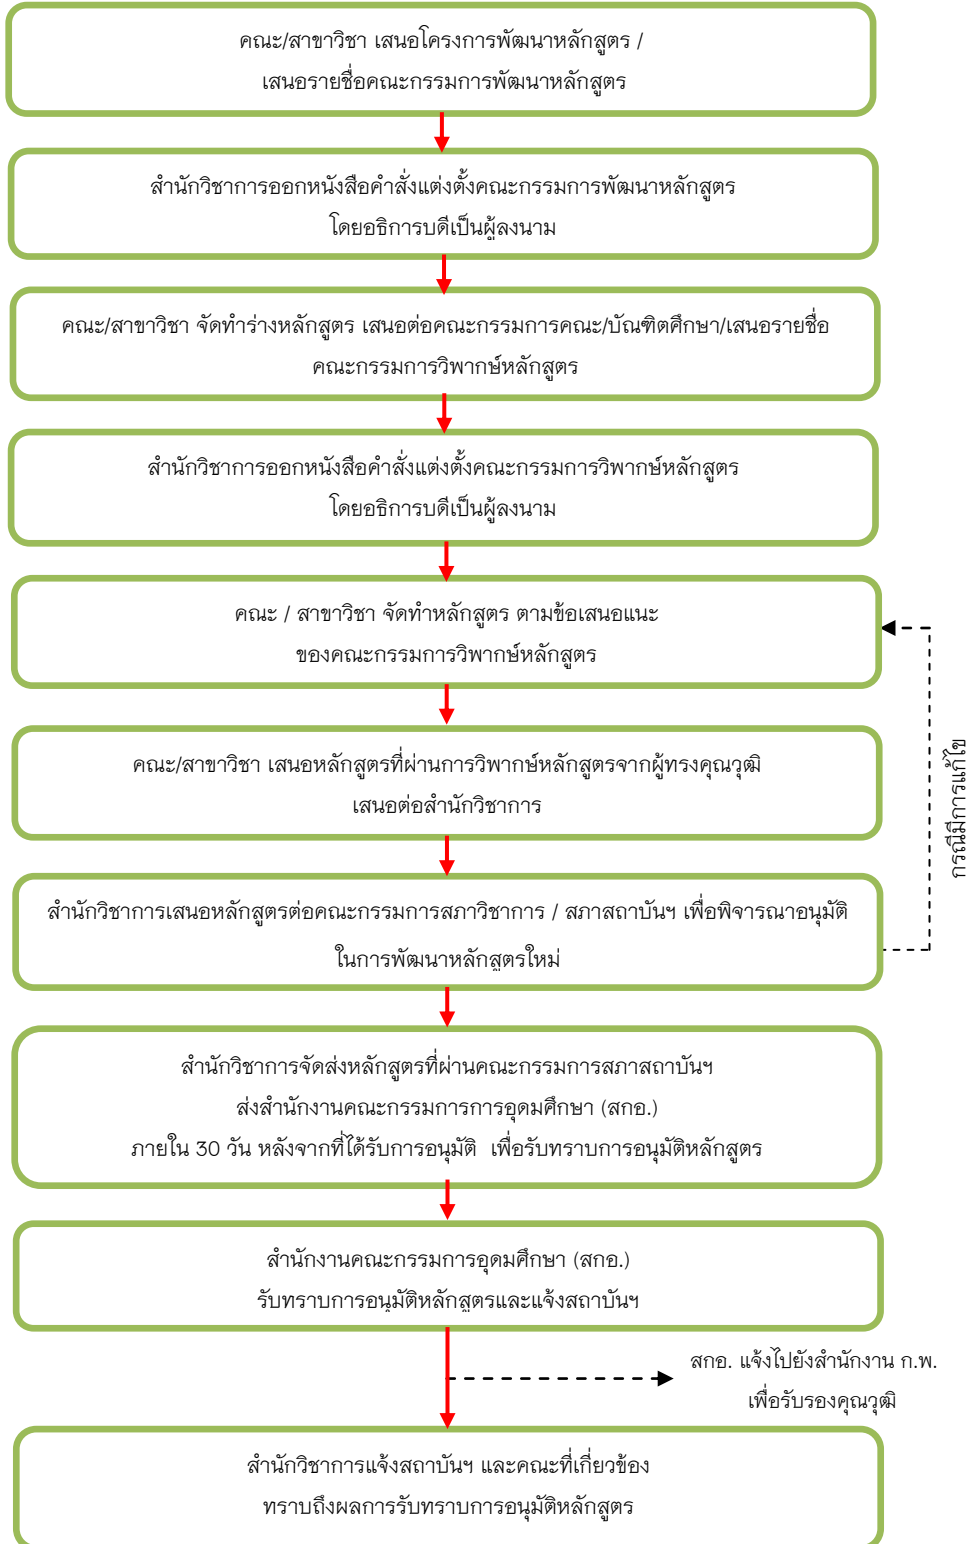 คณะ/สาขาวิชา เสนอโครงการพัฒนาหลักสูตร /
เสนอรายชื่อคณะกรรมการพัฒนาหลักสูตร
สำนักวิชาการออกหนังสือคำสั่งแต่งตั้งคณะกรรมการพัฒนาหลักสูตร
โดยอธิการบดีเป็นผู้ลงนาม
คณะ/สาขาวิชา จัดทำร่างหลักสูตร เสนอต่อคณะกรรมการคณะ/บัณฑิตศึกษา/เสนอรายชื่อ
คณะกรรมการวิพากษ์หลักสูตร
สำนักวิชาการออกหนังสือคำสั่งแต่งตั้งคณะกรรมการวิพากษ์หลักสูตร
โดยอธิการบดีเป็นผู้ลงนาม
คณะ / สาขาวิชา จัดทำหลักสูตร ตามข้อเสนอแนะ
ของคณะกรรมการวิพากษ์หลักสูตร
คณะ/สาขาวิชา เสนอหลักสูตรที่ผ่านการวิพากษ์หลักสูตรจากผู้ทรงคุณวุฒิ
เสนอต่อสำนักวิชาการ
กรณีมีการแก้ไข
สำนักวิชาการเสนอหลักสูตรต่อคณะกรรมการสภาวิชาการ / สภาสถาบันฯ เพื่อพิจารณาอนุมัติ
ในการพัฒนาหลักสูตรใหม่
สำนักวิชาการจัดส่งหลักสูตรที่ผ่านคณะกรรมการสภาสถาบันฯ
ส่งสำนักงานคณะกรรมการการอุดมศึกษา (สกอ.)
ภายใน 30 วัน หลังจากที่ได้รับการอนุมัติ เพื่อรับทราบการอนุมัติหลักสูตร
สำนักงานคณะกรรมการอุดมศึกษา (สกอ.)
รับทราบการอนุมัติหลักสูตรและแจ้งสถาบันฯ
สกอ. แจ้งไปยังสำนักงาน ก.พ.
เพื่อรับรองคุณวุฒิ
สำนักวิชาการแจ้งสถาบันฯ และคณะที่เกี่ยวข้อง
ทราบถึงผลการรับทราบการอนุมัติหลักสูตร